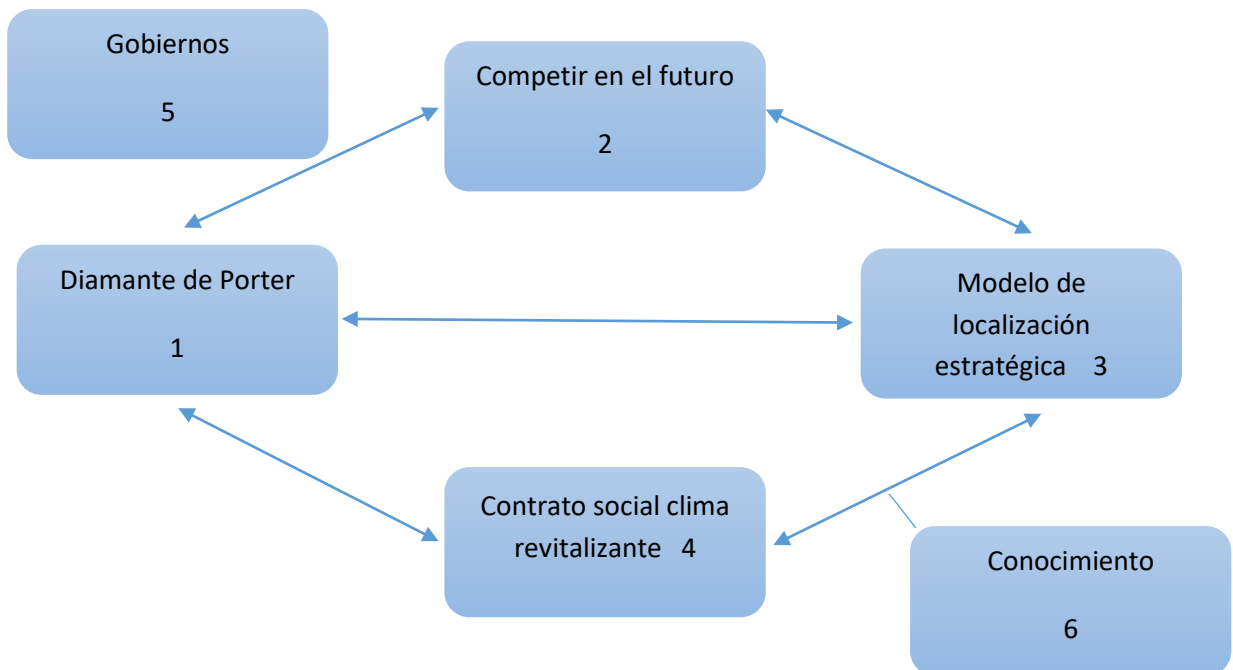 Gobiernos
5
Competir en el futuro
2
Diamante de Porter
1
Modelo de
localización
estratégica 3
Contrato social clima
revitalizante 4
Conocimiento
6